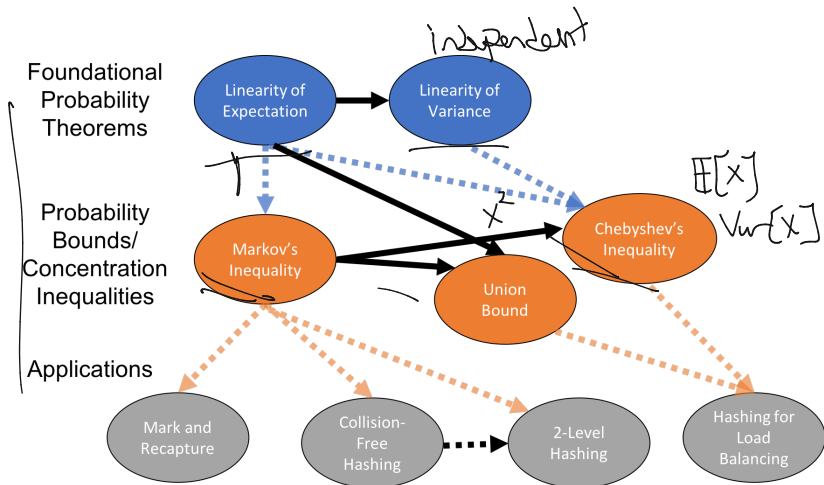 independent
Foundational
Probability
Theorems
Linearity of
Expectation
Linearity of
Variance
Probability
Bounds/
Concentration
Inequalities
Markov's
Inequality
x²
Union
Bound
Chebyshev's
Inequality
𝔼[X]
Var[X]
Applications
Mark and
Recapture
Collision-
Free
Hashing
2-Level
Hashing
Hashing for
Load
Balancing